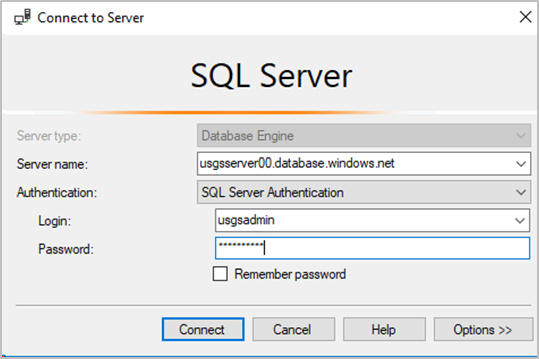 Connect to Server
SQL Server
Server type: Database Engine
Server name: usgsserver00.database.windows.net
Authentication: SQL Server Authentication
Login: usgsadmin
Password: **********
Remember password
Connect Cancel Help Options >>